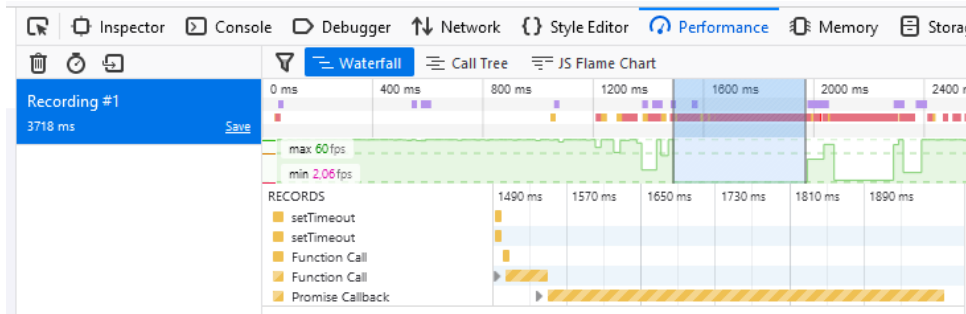 Inspector Console Debugger Network {} Style Editor Performance Memory Stora
Waterfall Call Tree JS Flame Chart
Recording #1
3718 ms Save
0 ms 400 ms 800 ms 1200 ms 1600 ms 2000 ms 2400 m
max 60 fps
min 2,06 fps
RECORDS 1490 ms 1570 ms 1650 ms 1730 ms 1810 ms 1890 ms
setTimeout
setTimeout
Function Call
Function Call
Promise Callback